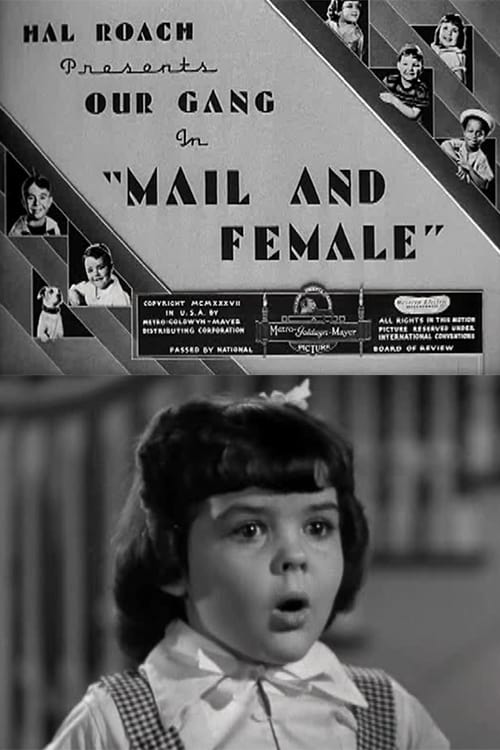 HAL ROACH
Presents
OUR GANG
In
"MAIL AND
FEMALE"
COPYRIGHT MCMXXXVII
IN U.S.A. BY
METRO-GOLDWYN-MAYER
DISTRIBUTING CORPORATION
PASSED BY NATIONAL
Metro-Goldwyn-Mayer
PICTURE
Western Electric
ALL RIGHTS IN THIS MOTION
PICTURE RESERVED UNDER
INTERNATIONAL CONVENTIONS
BOARD OF REVIEW